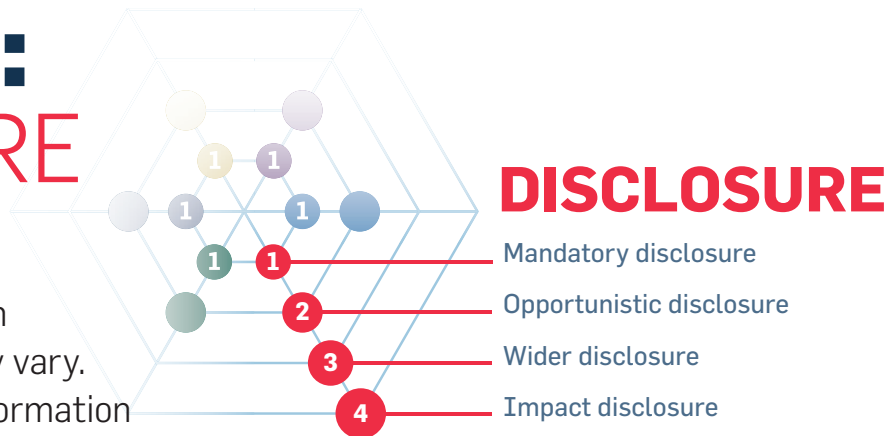 :
RE
DISCLOSURE
1 1
1 1
1 1 Mandatory disclosure
2 Opportunistic disclosure
vary.
3 Wider disclosure
ormation
4 Impact disclosure